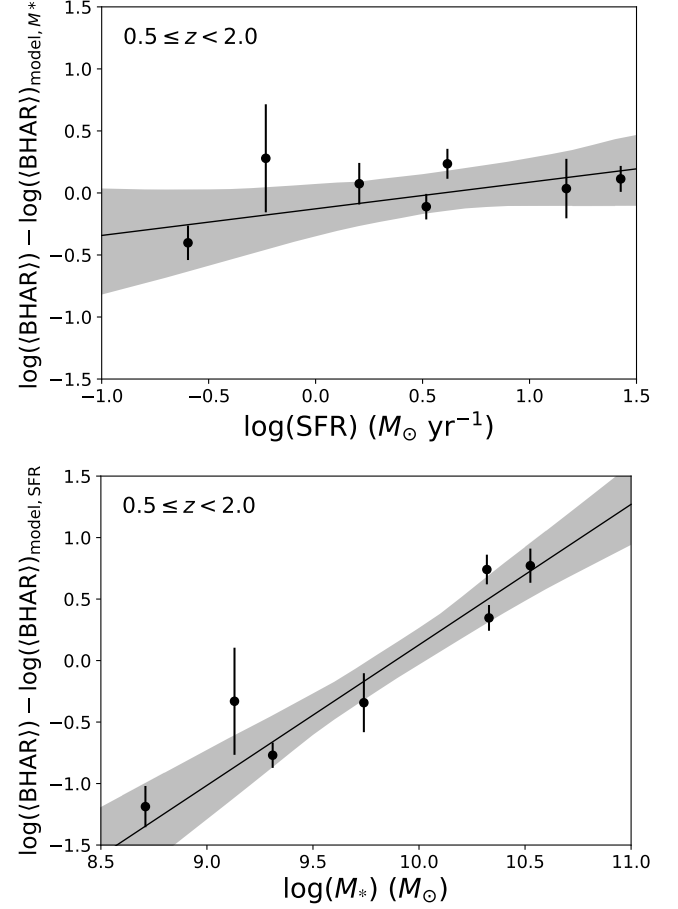 log(⟨BHAR⟩) − log(⟨BHAR⟩)model, M*
1.5
1.0
0.5
0.0
−0.5
−1.0
−1.5
0.5 ≤ z < 2.0
−1.0 −0.5 0.0 0.5 1.0 1.5
log(SFR) (M⊙ yr⁻¹)
log(⟨BHAR⟩) − log(⟨BHAR⟩)model, SFR
1.5
1.0
0.5
0.0
−0.5
−1.0
−1.5
0.5 ≤ z < 2.0
8.5 9.0 9.5 10.0 10.5 11.0
log(M*) (M⊙)